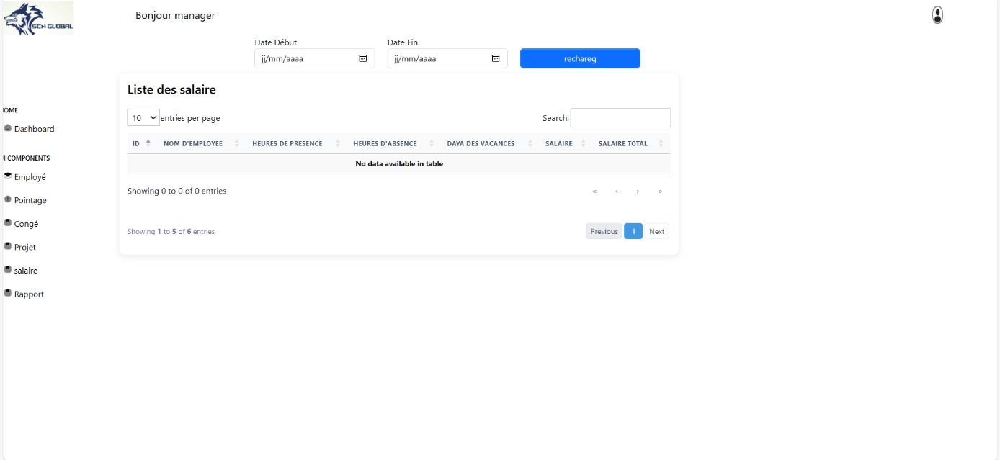 SCN GLOBAL
Bonjour manager
Date Début Date Fin
jj/mm/aaaa jj/mm/aaaa rechareg
Liste des salaire
10 entries per page Search:
ID NOM D'EMPLOYEE HEURES DE PRÉSENCE HEURES D'ABSENCE DAYA DES VACANCES SALAIRE SALAIRE TOTAL
No data available in table
Showing 0 to 0 of 0 entries « ‹ › »
Showing 1 to 5 of 6 entries Previous 1 Next
IOME
Dashboard
JI COMPONENTS
Employé
Pointage
Congé
Projet
salaire
Rapport